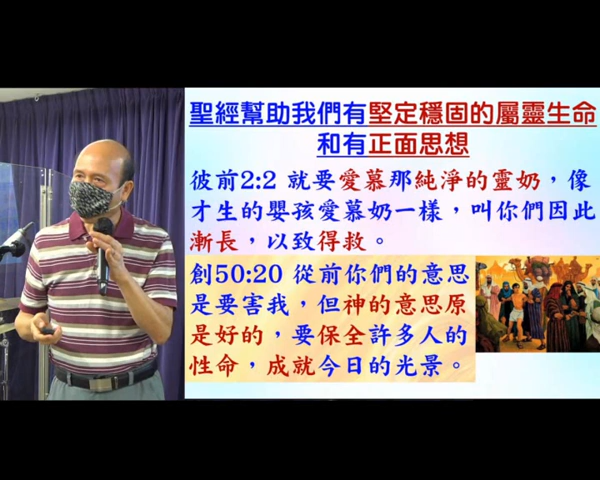 聖經幫助我們有堅定穩固的屬靈生命
和有正面思想
彼前2:2 就要愛慕那純淨的靈奶，像
才生的嬰孩愛慕奶一樣，叫你們因此
漸長，以致得救。
創50:20 從前你們的意思
是要害我，但神的意思原
是好的，要保全許多人的
性命，成就今日的光景。